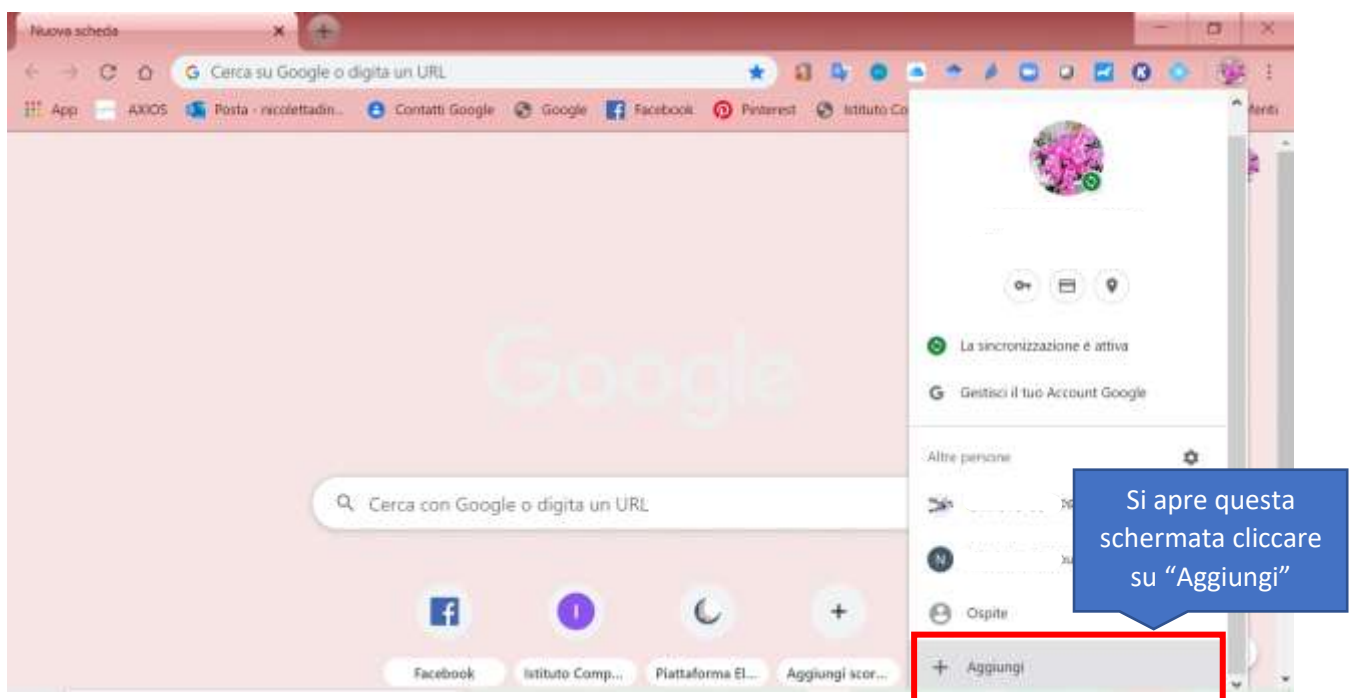 Nuova scheda
Cerca su Google o digita un URL
App AXIOS Posta - nicolettadin... Contatti Google Google Facebook Pinterest Istituto Co
Google
La sincronizzazione è attiva
Gestisci il tuo Account Google
Altre persone
Cerca con Google o digita un URL
Si apre questa
schermata cliccare
su “Aggiungi”
N
Ospite
Aggiungi
Facebook Istituto Comp... Piattaforma El... Aggiungi scor...